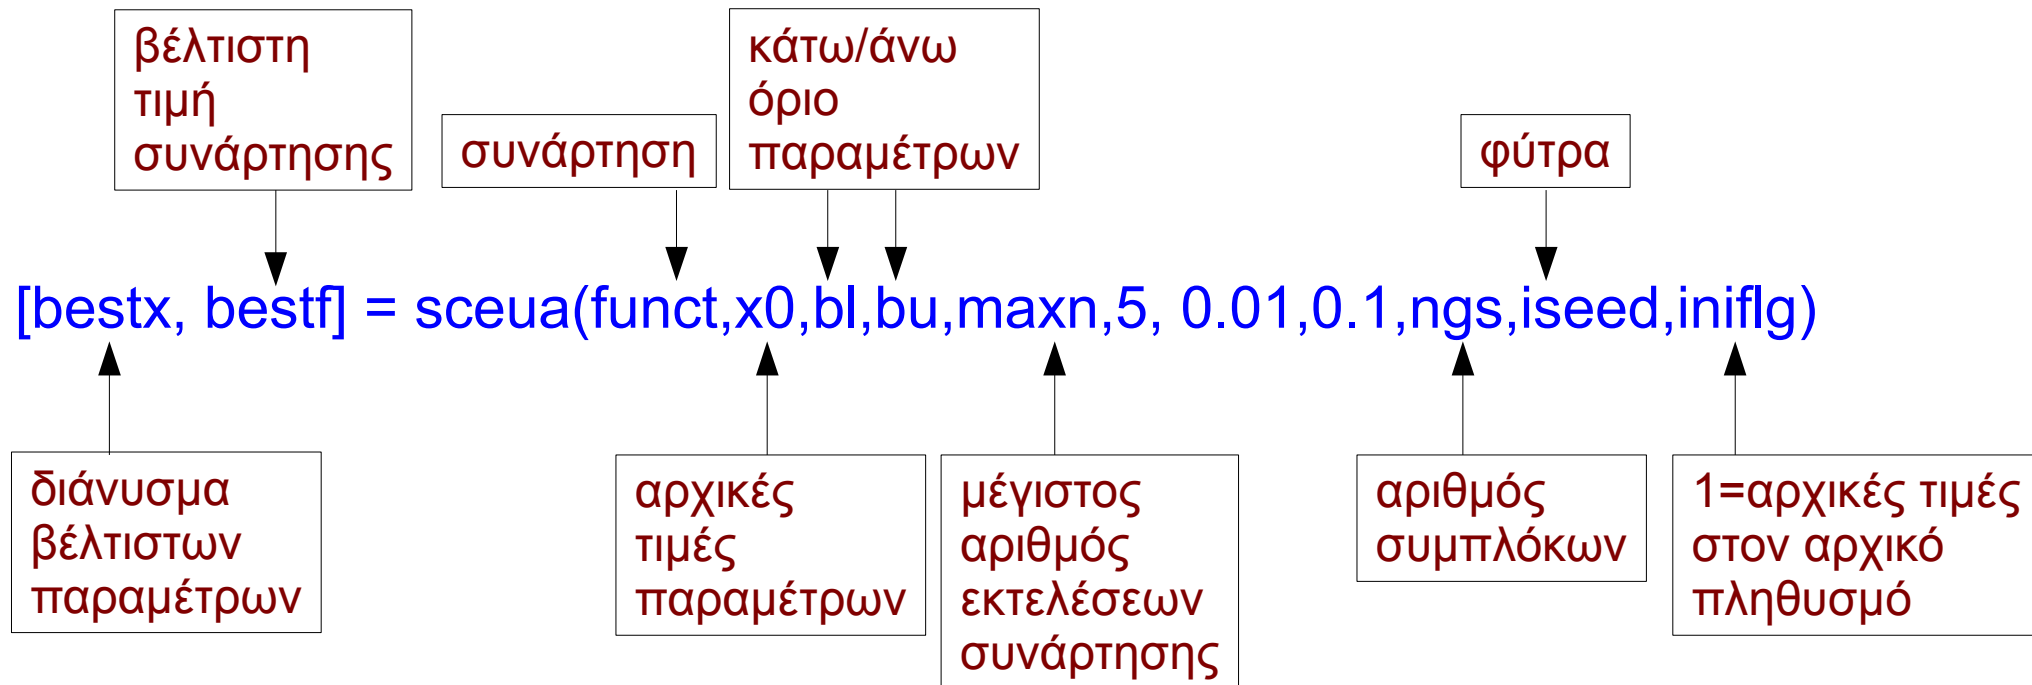 βέλτιστη
τιμή
συνάρτησης
συνάρτηση
κάτω/άνω
όριο
παραμέτρων
φύτρα
[bestx, bestf] = sceua(funct,x0,bl,bu,maxn,5, 0.01,0.1,ngs,iseed,iniflg)
διάνυσμα
βέλτιστων
παραμέτρων
αρχικές
τιμές
παραμέτρων
μέγιστος
αριθμός
εκτελέσεων
συνάρτησης
αριθμός
συμπλόκων
1=αρχικές τιμές
στον αρχικό
πληθυσμό